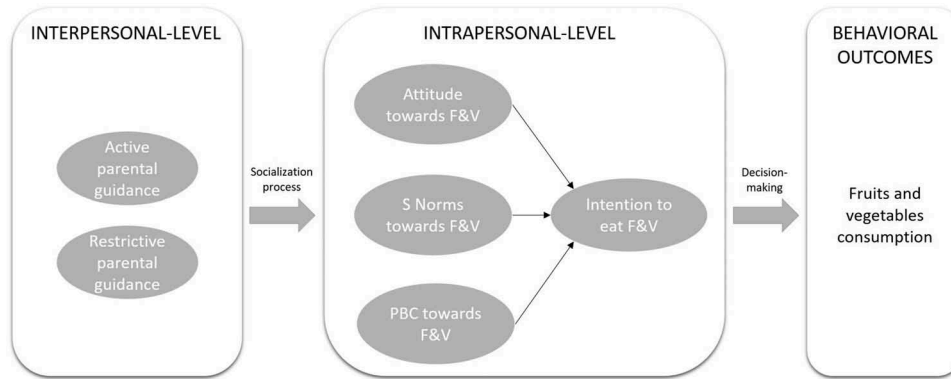 INTERPERSONAL-LEVEL
Active
parental
guidance
Restrictive
parental
guidance
Socialization
process
INTRAPERSONAL-LEVEL
Attitude
towards F&V
S Norms
towards F&V
PBC towards
F&V
Intention to
eat F&V
Decision-
making
BEHAVIORAL
OUTCOMES
Fruits and
vegetables
consumption